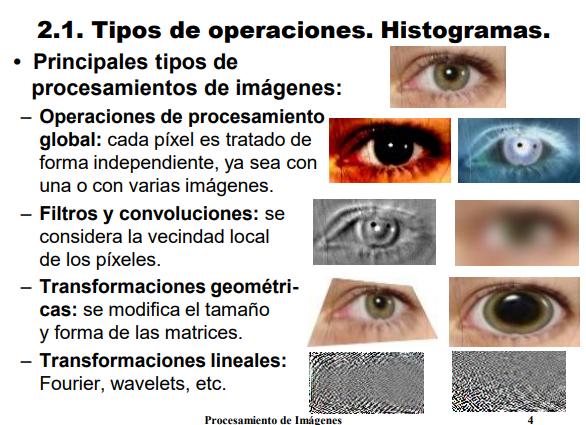 2.1. Tipos de operaciones. Histogramas.
• Principales tipos de
procesamientos de imágenes:
– Operaciones de procesamiento
global: cada píxel es tratado de
forma independiente, ya sea con
una o con varias imágenes.
– Filtros y convoluciones: se
considera la vecindad local
de los píxeles.
– Transformaciones geométri-
cas: se modifica el tamaño
y forma de las matrices.
– Transformaciones lineales:
Fourier, wavelets, etc.
Procesamiento de Imágenes
4